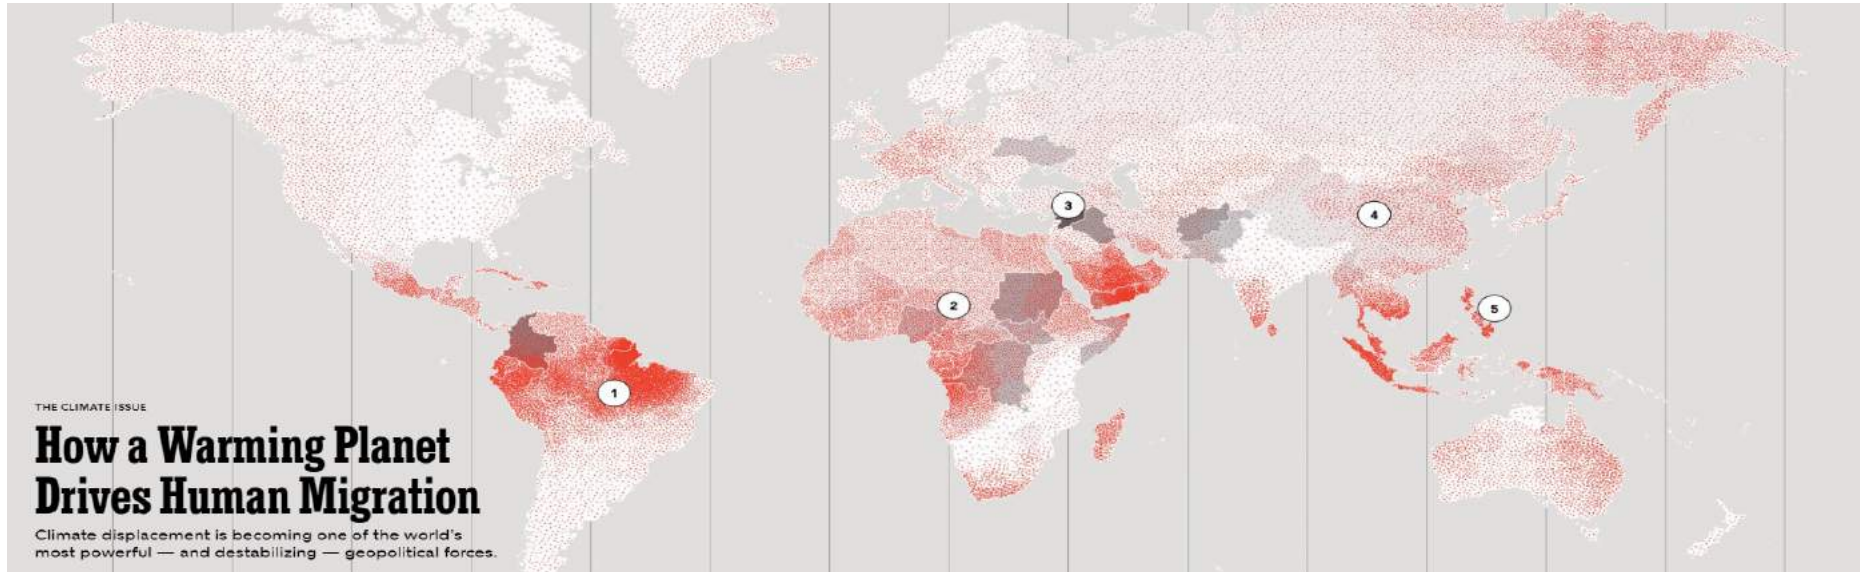 3
4
2
5
1
THE CLIMATE ISSUE
How a Warming Planet
Drives Human Migration
Climate displacement is becoming one of the world's
most powerful — and destabilizing — geopolitical forces.